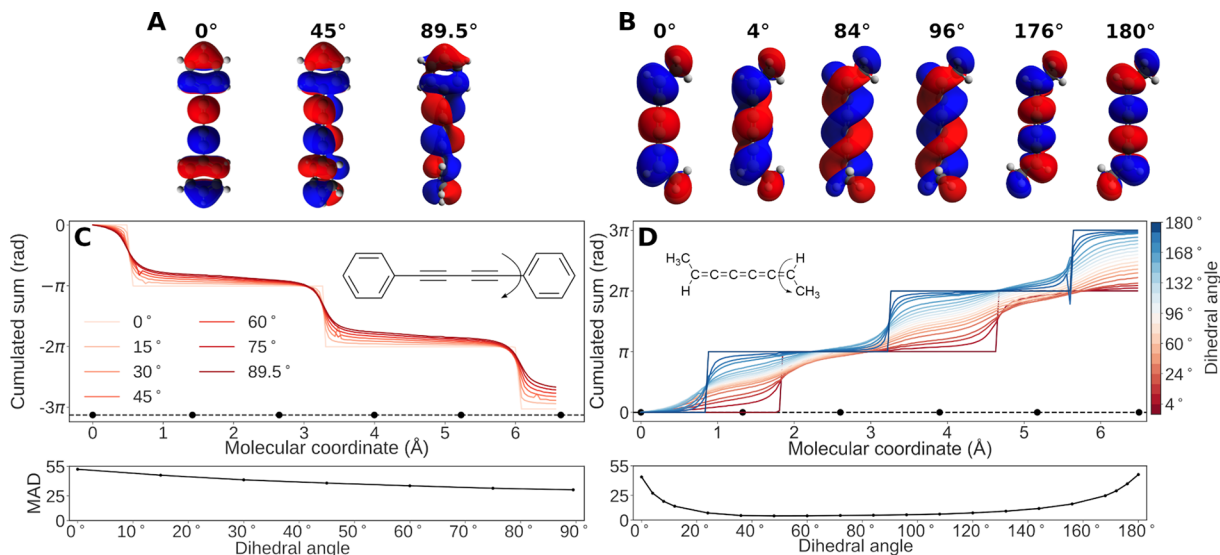 A
0° 45° 89.5°
B
0° 4° 84° 96° 176° 180°
C
Cumulated sum (rad)
0
−π
−2π
−3π
0° 60°
15° 75°
30° 89.5°
45°
0 1 2 3 4 5 6
Molecular coordinate (Å)
MAD
55
25
0
0° 10° 20° 30° 40° 50° 60° 70° 80° 90°
Dihedral angle
D
Cumulated sum (rad)
3π
2π
π
0
H₃C H
H CH₃
0 1 2 3 4 5 6
Molecular coordinate (Å)
180°
168°
132°
96°
60°
24°
4°
Dihedral angle
55
25
0
0° 20° 40° 60° 80° 100° 120° 140° 160° 180°
Dihedral angle